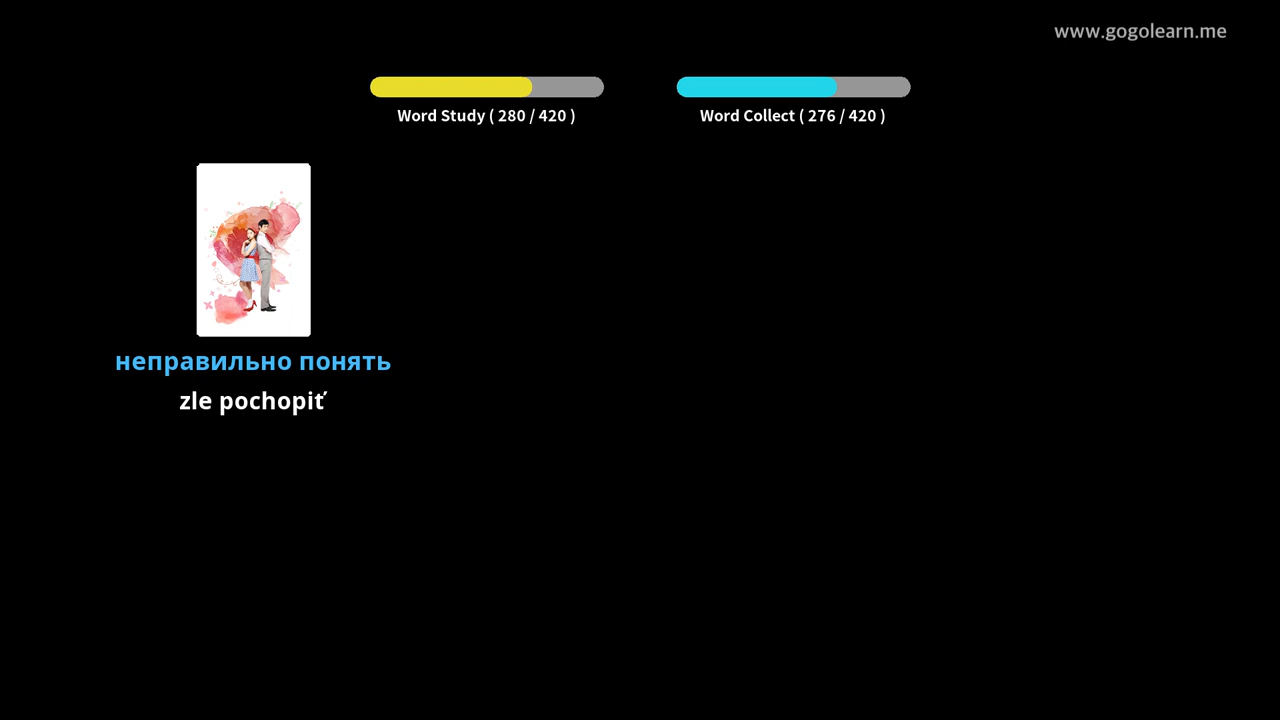 www.gogolearn.me
Word Study ( 280 / 420 )
Word Collect ( 276 / 420 )
неправильно понять
zle pochopiť